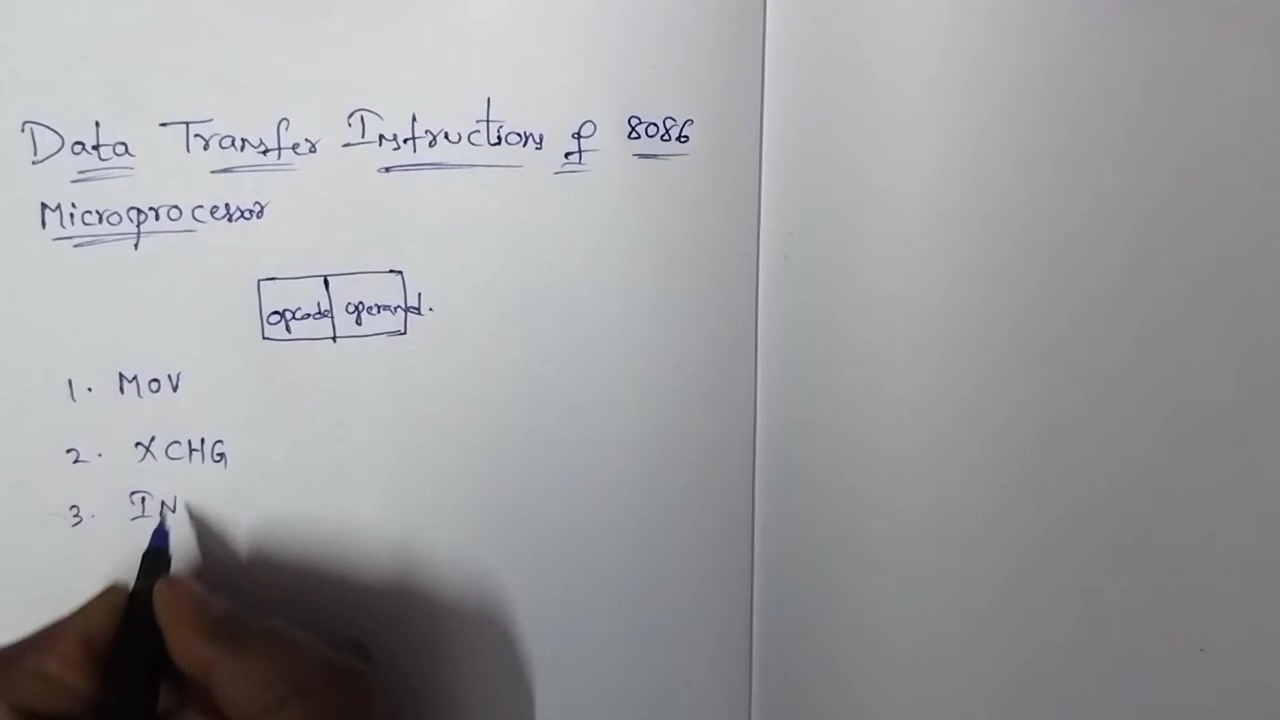 Data Transfer Instructions of 8086
Microprocessor
opcode operand.
1. MOV
2. XCHG
3. IN